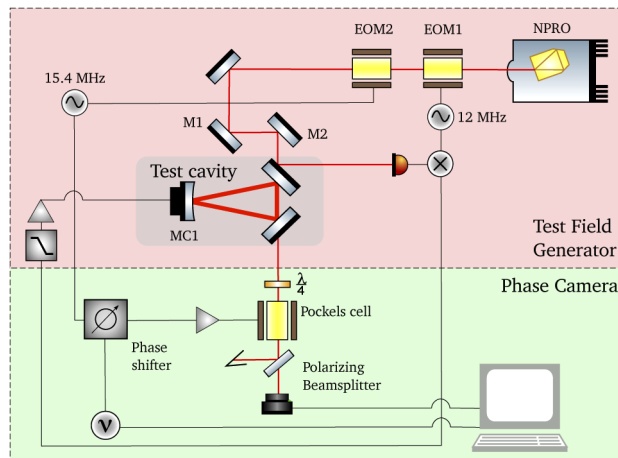 EOM2
EOM1
NPRO
15.4 MHz
M1
M2
12 MHz
Test cavity
MC1
Test Field
Generator
λ
4
Phase Camera
Pockels cell
Phase
shifter
Polarizing
Beamsplitter
ν